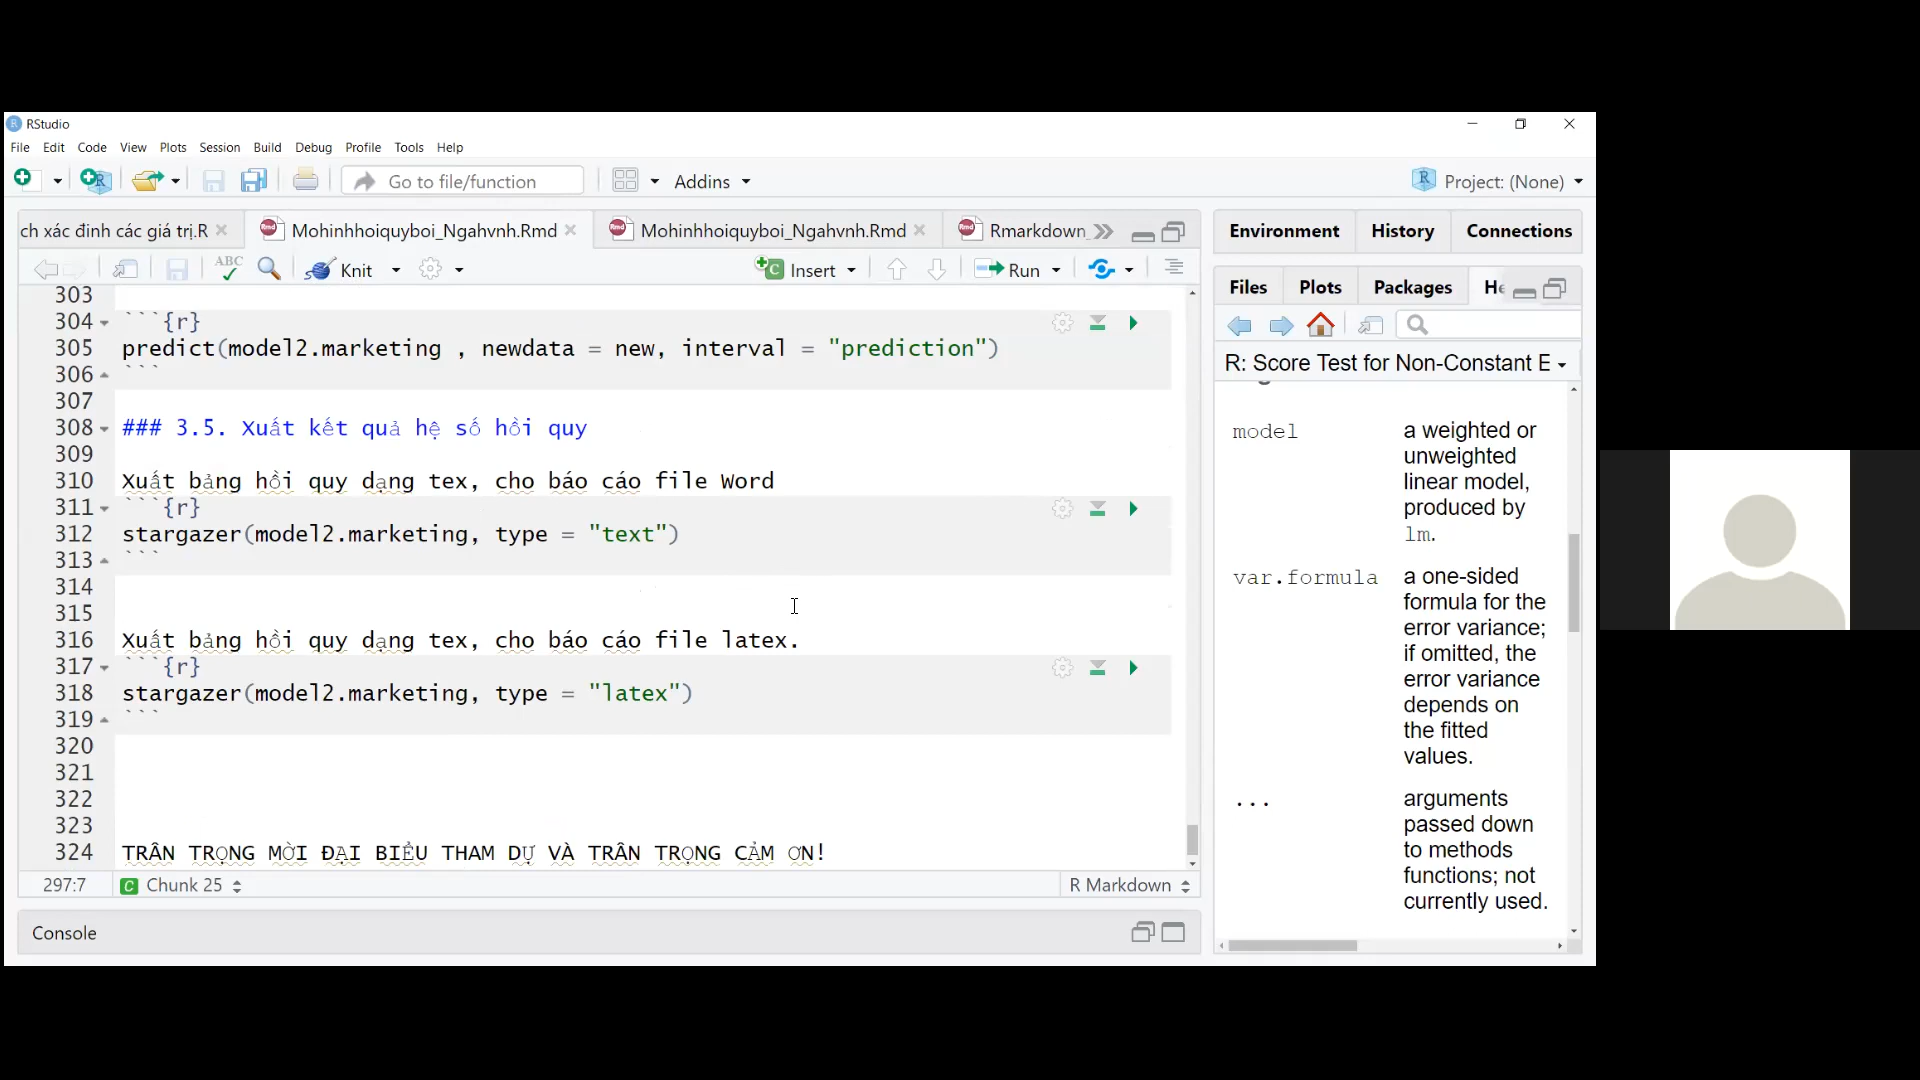 RStudio
File Edit Code View Plots Session Build Debug Profile Tools Help
Go to file/function
Addins
Project: (None)
ch xác đinh các giá trị.R
Mohinhhoiquyboi_Ngahvnh.Rmd
Mohinhhoiquyboi_Ngahvnh.Rmd
Rmarkdown_
ABC
Knit
Insert
Run
303
304 ```{r}
305 predict(model2.marketing , newdata = new, interval = "prediction")
306 ```
307
308 ### 3.5. Xuất kết quả hệ số hồi quy
309
310 Xuất bảng hồi quy dạng tex, cho báo cáo file Word
311 ```{r}
312 stargazer(model2.marketing, type = "text")
313 ```
314
315
316 Xuất bảng hồi quy dạng tex, cho báo cáo file latex.
317 ```{r}
318 stargazer(model2.marketing, type = "latex")
319 ```
320
321
322
323
324 TRÂN TRỌNG MỜI ĐẠI BIỂU THAM DỰ VÀ TRÂN TRỌNG CẢM ƠN!
297:7
Chunk 25
R Markdown
Console
Environment History Connections
Files Plots Packages He
R: Score Test for Non-Constant E
model a weighted or
unweighted
linear model,
produced by
lm.
var.formula a one-sided
formula for the
error variance;
if omitted, the
error variance
depends on
the fitted
values.
... arguments
passed down
to methods
functions; not
currently used.